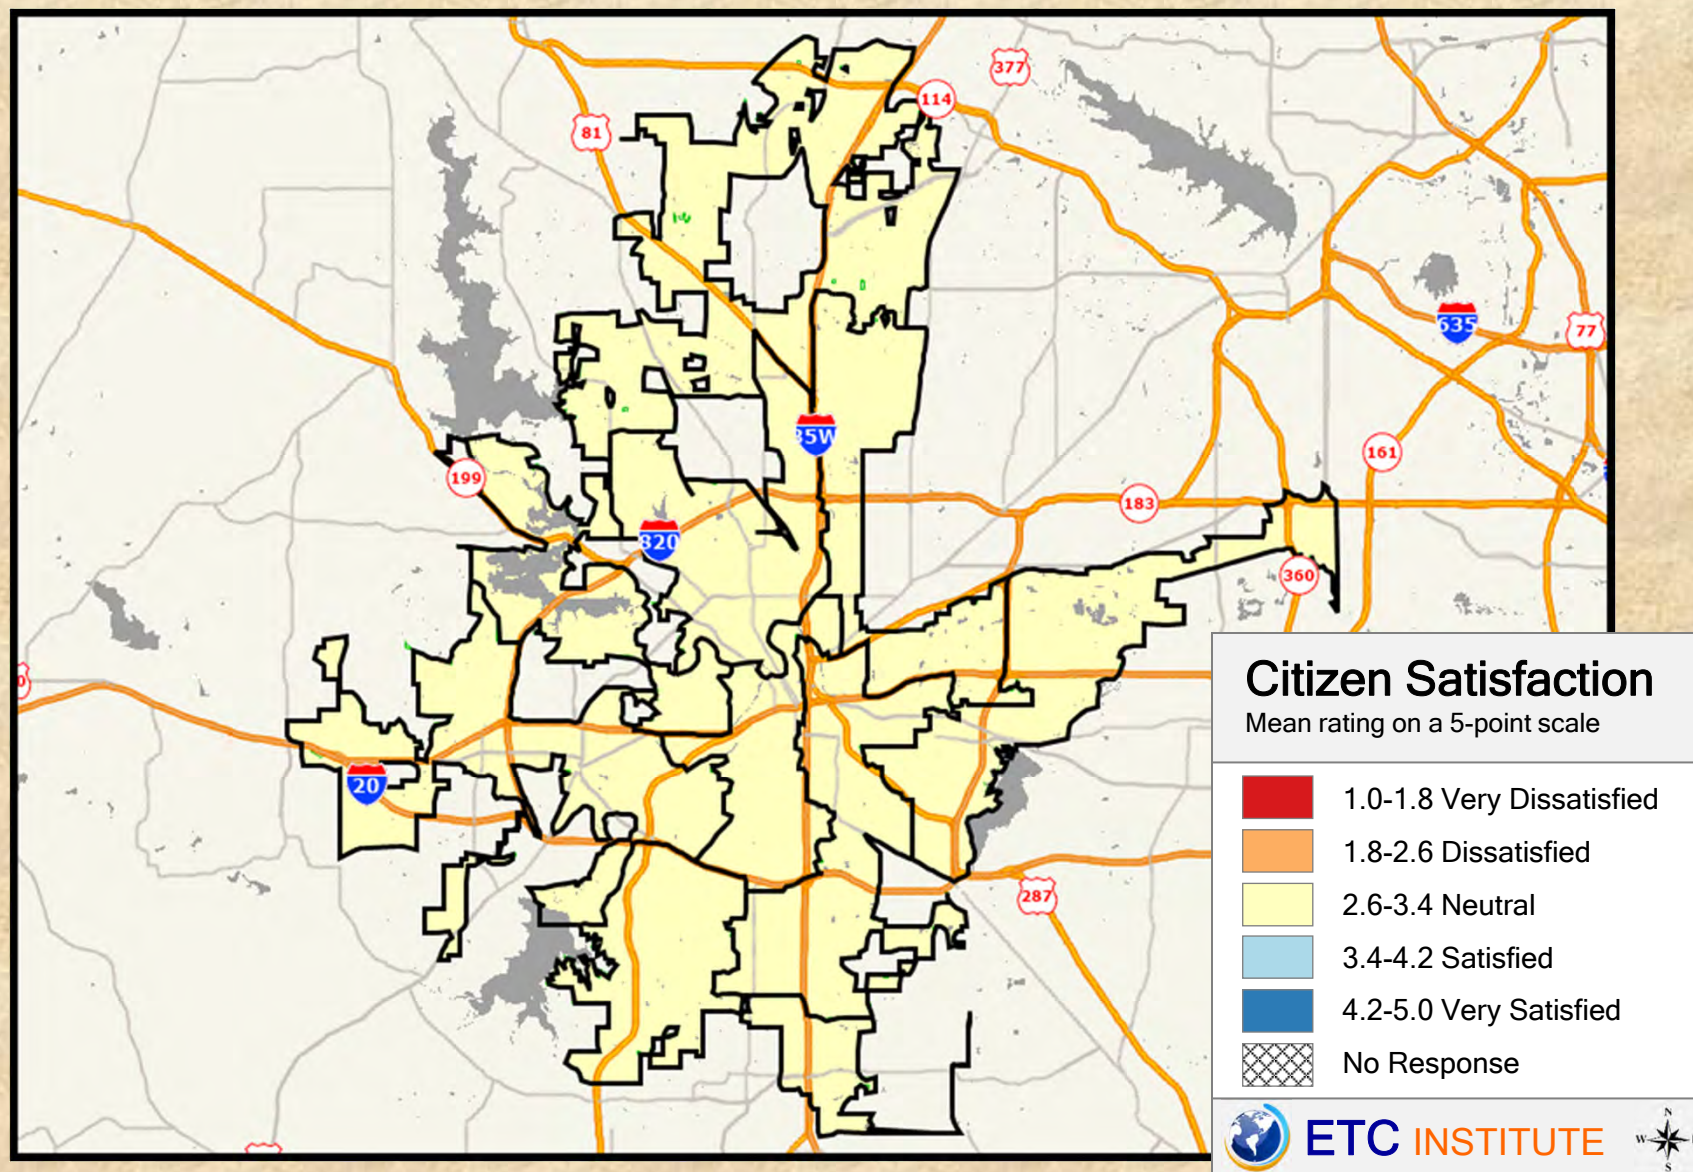 377
114
81
635
77
35W
199
161
183
820
360
Citizen Satisfaction
Mean rating on a 5-point scale
20
1.0-1.8 Very Dissatisfied
1.8-2.6 Dissatisfied
287
2.6-3.4 Neutral
3.4-4.2 Satisfied
4.2-5.0 Very Satisfied
No Response
ETC INSTITUTE
N
W
S